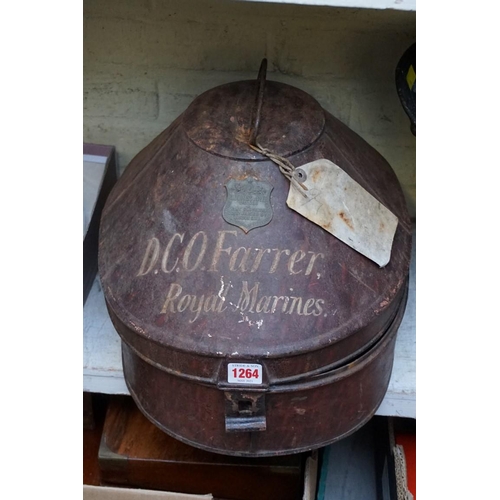 D.C.O. Farrer,
Royal Marines.
1264